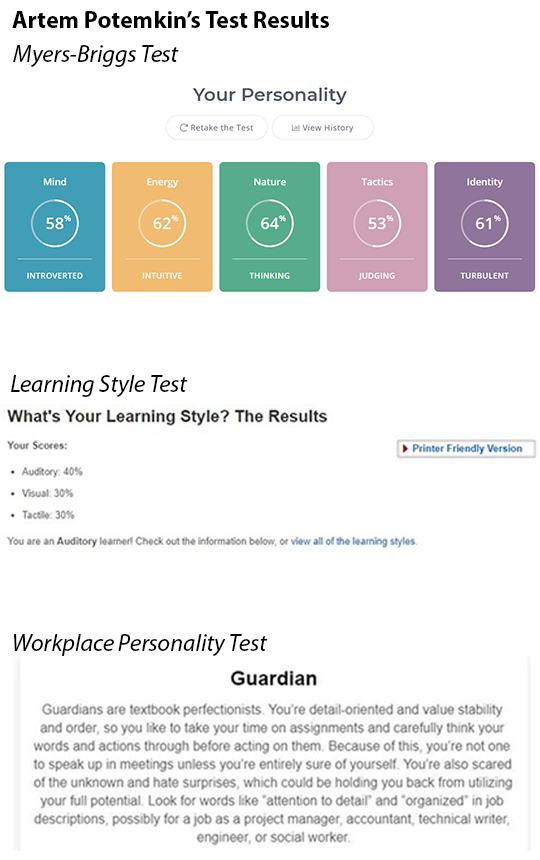 Artem Potemkin’s Test Results
Myers-Briggs Test
Your Personality
Retake the Test View History
Mind Energy Nature Tactics Identity
58% 62% 64% 53% 61%
INTROVERTED INTUITIVE THINKING JUDGING TURBULENT
Learning Style Test
What's Your Learning Style? The Results
Your Scores:
Printer Friendly Version
• Auditory: 40%
• Visual: 30%
• Tactile: 30%
You are an Auditory learner! Check out the information below, or view all of the learning styles.
Workplace Personality Test
Guardian
Guardians are textbook perfectionists. You're detail-oriented and value stability
and order, so you like to take your time on assignments and carefully think your
words and actions through before acting on them. Because of this, you're not one
to speak up in meetings unless you're entirely sure of yourself. You're also scared
of the unknown and hate surprises, which could be holding you back from utilizing
your full potential. Look for words like "attention to detail" and "organized" in job
descriptions, possibly for a job as a project manager, accountant, technical writer,
engineer, or social worker.